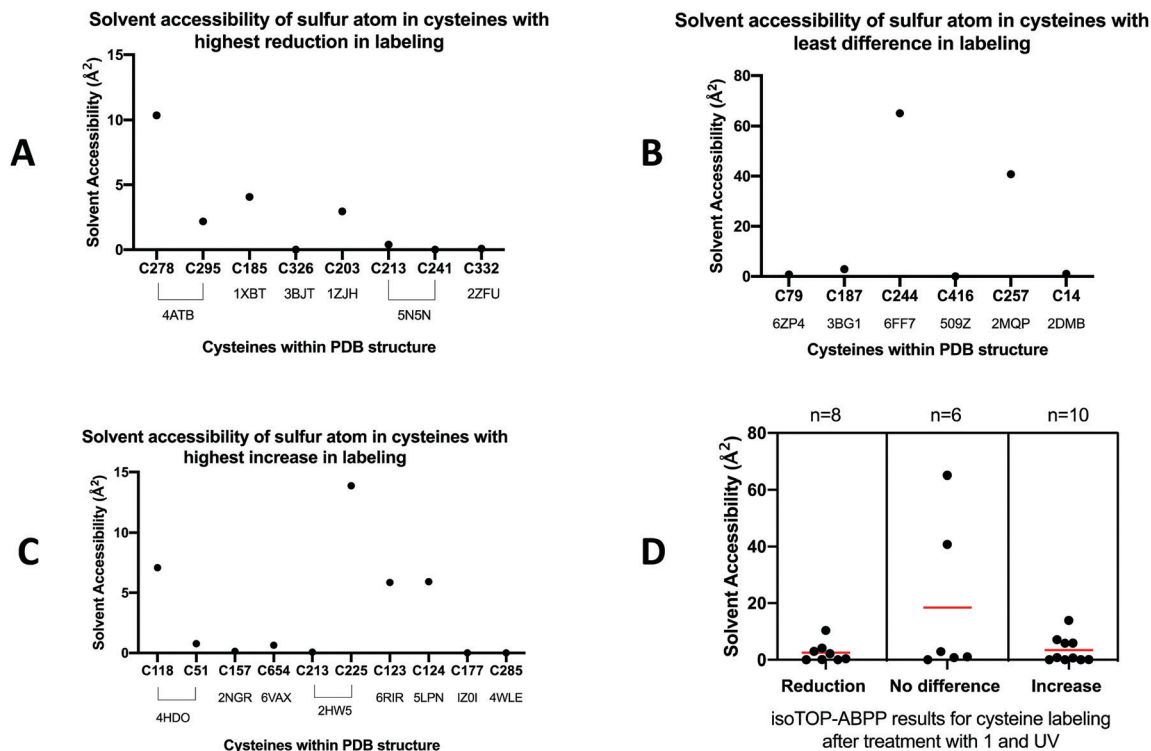 A
Solvent accessibility of sulfur atom in cysteines with
highest reduction in labeling
Solvent Accessibility (Å²)
15
10
5
0
C278 C295 C185 C326 C203 C213 C241 C332
1XBT 3BJT 1ZJH 2ZFU
4ATB 5N5N
Cysteines within PDB structure
B
Solvent accessibility of sulfur atom in cysteines with
least difference in labeling
Solvent Accessibility (Å²)
80
60
40
20
0
C79 C187 C244 C416 C257 C14
6ZP4 3BG1 6FF7 509Z 2MQP 2DMB
Cysteines within PDB structure
C
Solvent accessibility of sulfur atom in cysteines with
highest increase in labeling
Solvent Accessibility (Å²)
15
10
5
0
C118 C51 C157 C654 C213 C225 C123 C124 C177 C285
2NGR 6VAX 6RIR 5LPN IZ0I 4WLE
4HDO 2HW5
Cysteines within PDB structure
D
n=8 n=6 n=10
Solvent Accessibility (Å²)
80
60
40
20
0
Reduction No difference Increase
isoTOP-ABPP results for cysteine labeling
after treatment with 1 and UV